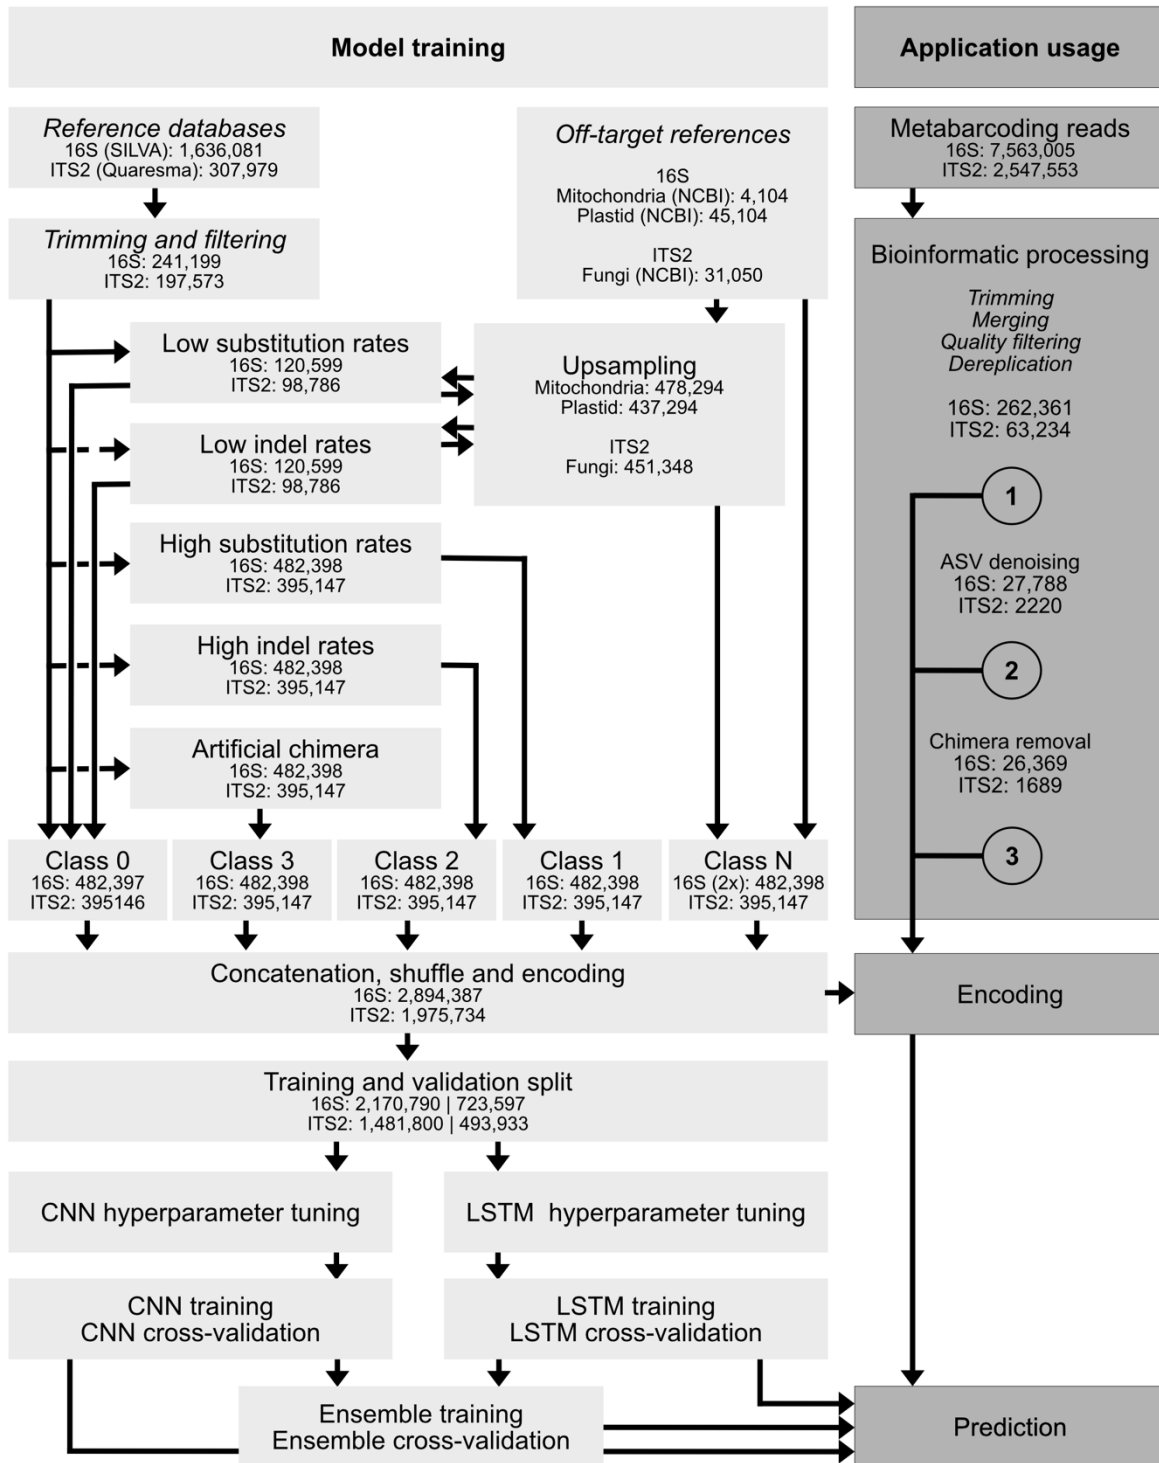 Model training
Application usage
Reference databases
16S (SILVA): 1,636,081
ITS2 (Quaresma): 307,979
Off-target references
16S
Mitochondria (NCBI): 4,104
Plastid (NCBI): 45,104
ITS2
Fungi (NCBI): 31,050
Metabarcoding reads
16S: 7,563,005
ITS2: 2,547,553
Trimming and filtering
16S: 241,199
ITS2: 197,573
Low substitution rates
16S: 120,599
ITS2: 98,786
Upsampling
Mitochondria: 478,294
Plastid: 437,294
ITS2
Fungi: 451,348
Low indel rates
16S: 120,599
ITS2: 98,786
High substitution rates
16S: 482,398
ITS2: 395,147
High indel rates
16S: 482,398
ITS2: 395,147
Artificial chimera
16S: 482,398
ITS2: 395,147
Bioinformatic processing
Trimming
Merging
Quality filtering
Dereplication
16S: 262,361
ITS2: 63,234
1
ASV denoising
16S: 27,788
ITS2: 2220
2
Chimera removal
16S: 26,369
ITS2: 1689
3
Class 0
16S: 482,397
ITS2: 395146
Class 3
16S: 482,398
ITS2: 395,147
Class 2
16S: 482,398
ITS2: 395,147
Class 1
16S: 482,398
ITS2: 395,147
Class N
16S (2x): 482,398
ITS2: 395,147
Concatenation, shuffle and encoding
16S: 2,894,387
ITS2: 1,975,734
Encoding
Training and validation split
16S: 2,170,790 | 723,597
ITS2: 1,481,800 | 493,933
CNN hyperparameter tuning
LSTM hyperparameter tuning
CNN training
CNN cross-validation
LSTM training
LSTM cross-validation
Ensemble training
Ensemble cross-validation
Prediction